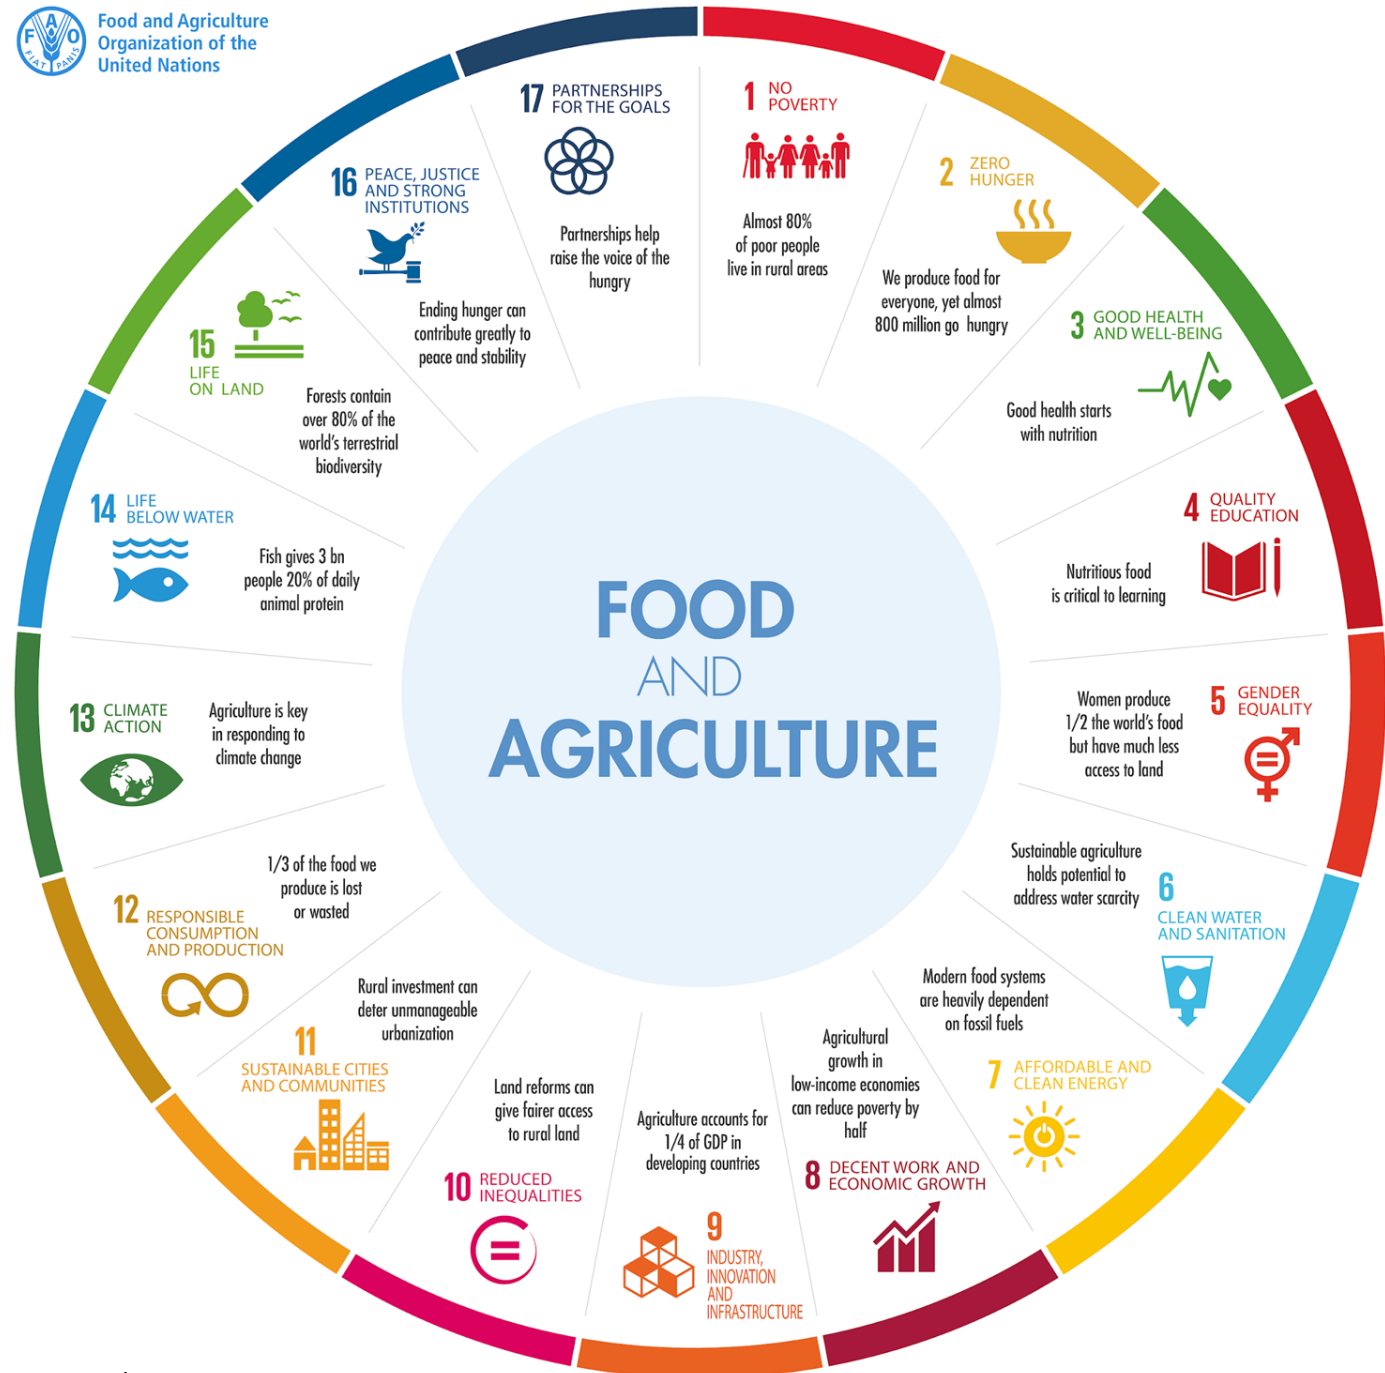 Food and Agriculture
Organization of the
United Nations
F A O
FIAT PANIS
1 NO
POVERTY
Almost 80%
of poor people
live in rural areas
2 ZERO
HUNGER
We produce food for
everyone, yet almost
800 million go hungry
3 GOOD HEALTH
AND WELL-BEING
Good health starts
with nutrition
4 QUALITY
EDUCATION
Nutritious food
is critical to learning
5 GENDER
EQUALITY
Women produce
1/2 the world's food
but have much less
access to land
6
CLEAN WATER
AND SANITATION
Sustainable agriculture
holds potential to
address water scarcity
7 AFFORDABLE AND
CLEAN ENERGY
Modern food systems
are heavily dependent
on fossil fuels
8 DECENT WORK AND
ECONOMIC GROWTH
Agricultural
growth in
low-income economies
can reduce poverty by
half
9
INDUSTRY,
INNOVATION
AND
INFRASTRUCTURE
Agriculture accounts for
1/4 of GDP in
developing countries
10 REDUCED
INEQUALITIES
Land reforms can
give fairer access
to rural land
11
SUSTAINABLE CITIES
AND COMMUNITIES
Rural investment can
deter unmanageable
urbanization
12 RESPONSIBLE
CONSUMPTION
AND PRODUCTION
1/3 of the food we
produce is lost
or wasted
13 CLIMATE
ACTION
Agriculture is key
in responding to
climate change
14 LIFE
BELOW WATER
Fish gives 3 bn
people 20% of daily
animal protein
15
LIFE
ON LAND
Forests contain
over 80% of the
world's terrestrial
biodiversity
16 PEACE, JUSTICE
AND STRONG
INSTITUTIONS
Ending hunger can
contribute greatly to
peace and stability
17 PARTNERSHIPS
FOR THE GOALS
Partnerships help
raise the voice of the
hungry
FOOD
AND
AGRICULTURE